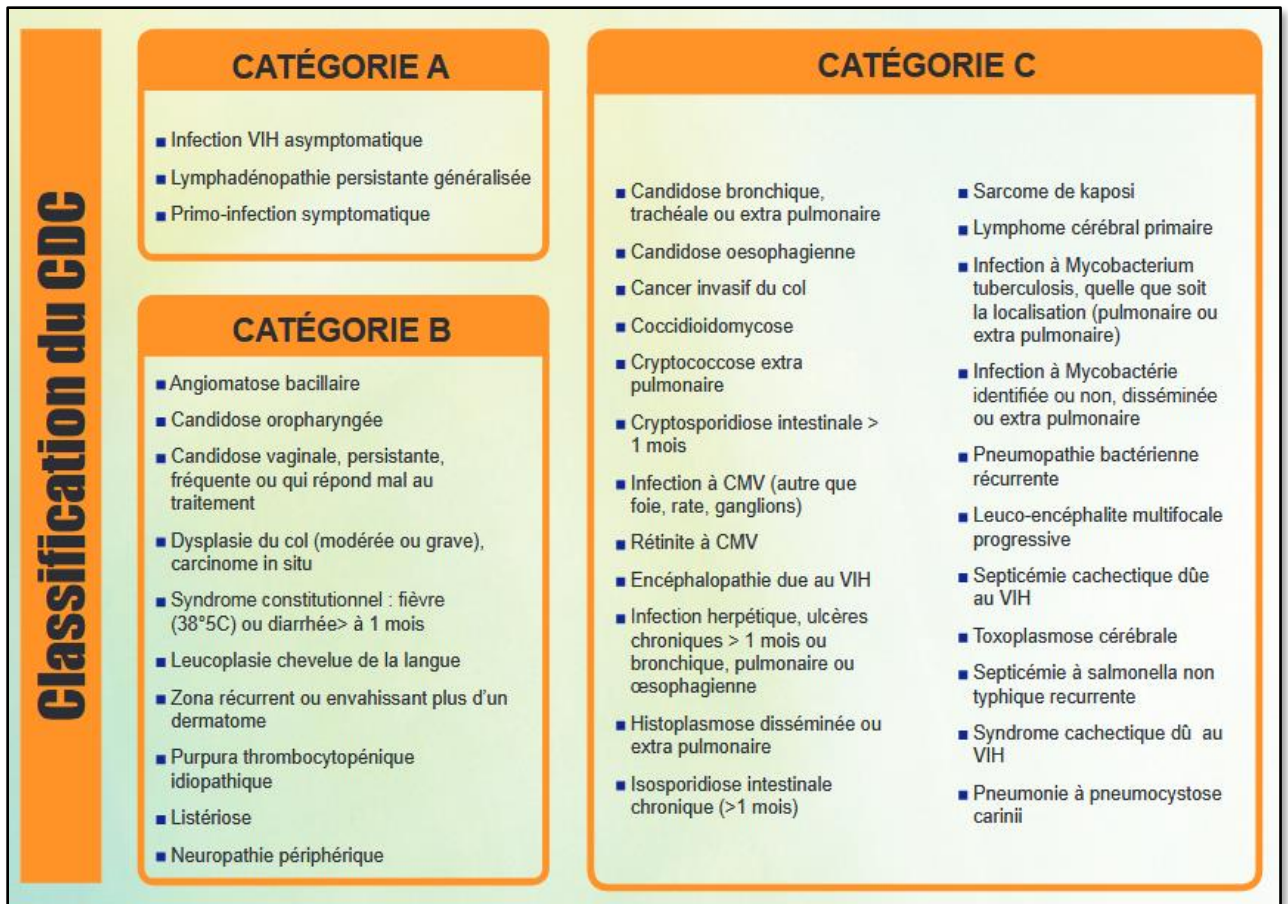 Classification du CDC
CATÉGORIE A
■ Infection VIH asymptomatique
■ Lymphadénopathie persistante généralisée
■ Primo-infection symptomatique
CATÉGORIE B
■ Angiomatose bacillaire
■ Candidose oropharyngée
■ Candidose vaginale, persistante,
fréquente ou qui répond mal au
traitement
■ Dysplasie du col (modérée ou grave),
carcinome in situ
■ Syndrome constitutionnel : fièvre
(38°5C) ou diarrhée> à 1 mois
■ Leucoplasie chevelue de la langue
■ Zona récurrent ou envahissant plus d'un
dermatome
■ Purpura thrombocytopénique
idiopathique
■ Listériose
■ Neuropathie périphérique
CATÉGORIE C
■ Candidose bronchique,
trachéale ou extra pulmonaire
■ Candidose oesophagienne
■ Cancer invasif du col
■ Coccidioidomycose
■ Cryptococcose extra
pulmonaire
■ Cryptosporidiose intestinale >
1 mois
■ Infection à CMV (autre que
foie, rate, ganglions)
■ Rétinite à CMV
■ Encéphalopathie due au VIH
■ Infection herpétique, ulcères
chroniques > 1 mois ou
bronchique, pulmonaire ou
œsophagienne
■ Histoplasmose disséminée ou
extra pulmonaire
■ Isosporidiose intestinale
chronique (>1 mois)
■ Sarcome de kaposi
■ Lymphome cérébral primaire
■ Infection à Mycobacterium
tuberculosis, quelle que soit
la localisation (pulmonaire ou
extra pulmonaire)
■ Infection à Mycobactérie
identifiée ou non, disséminée
ou extra pulmonaire
■ Pneumopathie bactérienne
récurrente
■ Leuco-encéphalite multifocale
progressive
■ Septicémie cachectique dûe
au VIH
■ Toxoplasmose cérébrale
■ Septicémie à salmonella non
typhique recurrente
■ Syndrome cachectique dû au
VIH
■ Pneumonie à pneumocystose
carinii